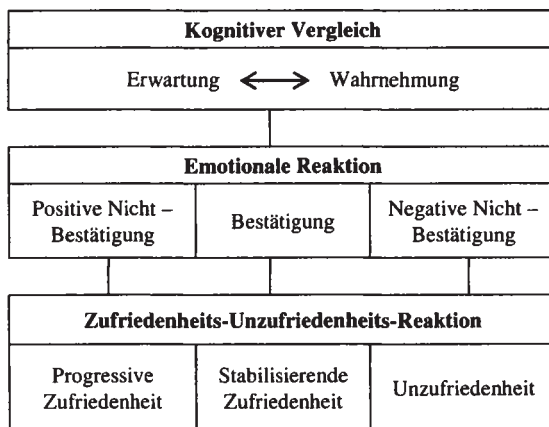 Kognitiver Vergleich
Erwartung Wahrnehmung
Emotionale Reaktion
Positive Nicht –
Bestätigung
Bestätigung
Negative Nicht –
Bestätigung
Zufriedenheits-Unzufriedenheits-Reaktion
Progressive
Zufriedenheit
Stabilisierende
Zufriedenheit
Unzufriedenheit